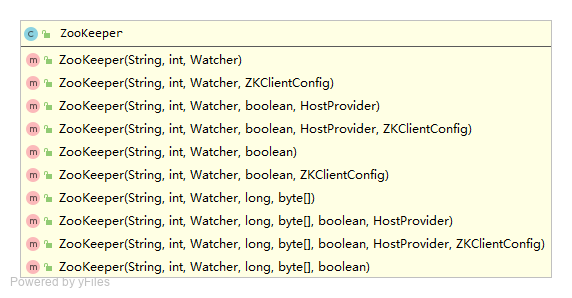 C ZooKeeper
m ZooKeeper(String, int, Watcher)
m ZooKeeper(String, int, Watcher, ZKClientConfig)
m ZooKeeper(String, int, Watcher, boolean, HostProvider)
m ZooKeeper(String, int, Watcher, boolean, HostProvider, ZKClientConfig)
m ZooKeeper(String, int, Watcher, boolean)
m ZooKeeper(String, int, Watcher, boolean, ZKClientConfig)
m ZooKeeper(String, int, Watcher, long, byte[])
m ZooKeeper(String, int, Watcher, long, byte[], boolean, HostProvider)
m ZooKeeper(String, int, Watcher, long, byte[], boolean, HostProvider, ZKClientConfig)
m ZooKeeper(String, int, Watcher, long, byte[], boolean)
Powered by yFiles